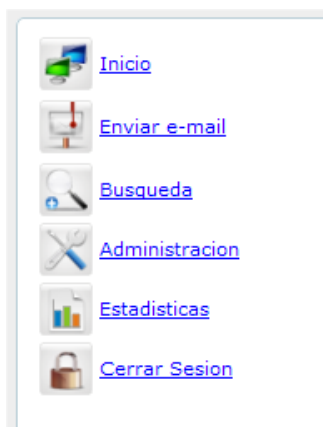 Inicio
Enviar e-mail
Busqueda
Administracion
Estadisticas
Cerrar Sesion